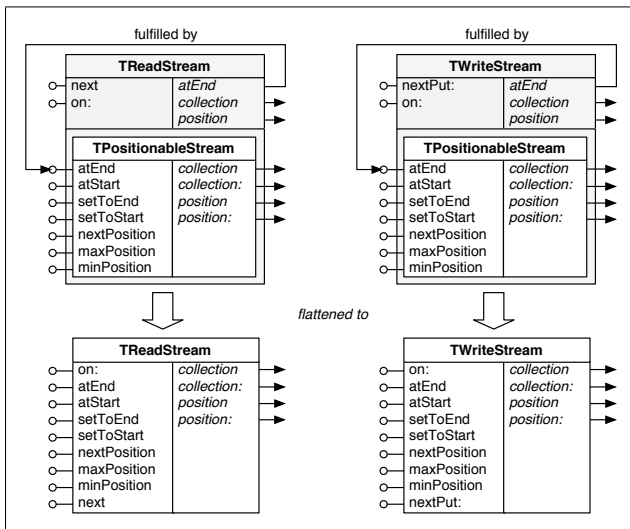 fulfilled by
fulfilled by
TReadStream
next atEnd
on: collection
position
TPositionableStream
atEnd collection
atStart collection:
setToEnd position
setToStart position:
nextPosition
maxPosition
minPosition
TWriteStream
nextPut: atEnd
on: collection
position
TPositionableStream
atEnd collection
atStart collection:
setToEnd position
setToStart position:
nextPosition
maxPosition
minPosition
flattened to
TReadStream
on: collection
atEnd collection:
atStart position
setToEnd position:
setToStart
nextPosition
maxPosition
minPosition
next
TWriteStream
on: collection
atEnd collection:
atStart position
setToEnd position:
setToStart
nextPosition
maxPosition
minPosition
nextPut: